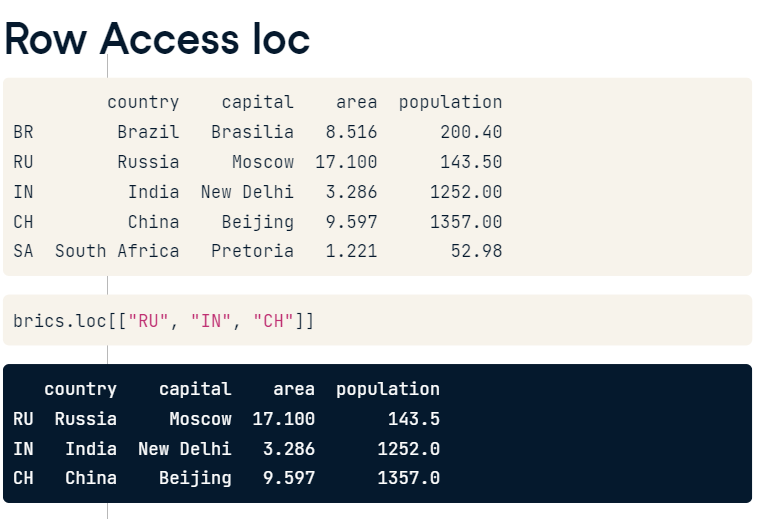 Row Access loc
country capital area population
BR Brazil Brasilia 8.516 200.40
RU Russia Moscow 17.100 143.50
IN India New Delhi 3.286 1252.00
CH China Beijing 9.597 1357.00
SA South Africa Pretoria 1.221 52.98
brics.loc[["RU", "IN", "CH"]]
country capital area population
RU Russia Moscow 17.100 143.5
IN India New Delhi 3.286 1252.0
CH China Beijing 9.597 1357.0